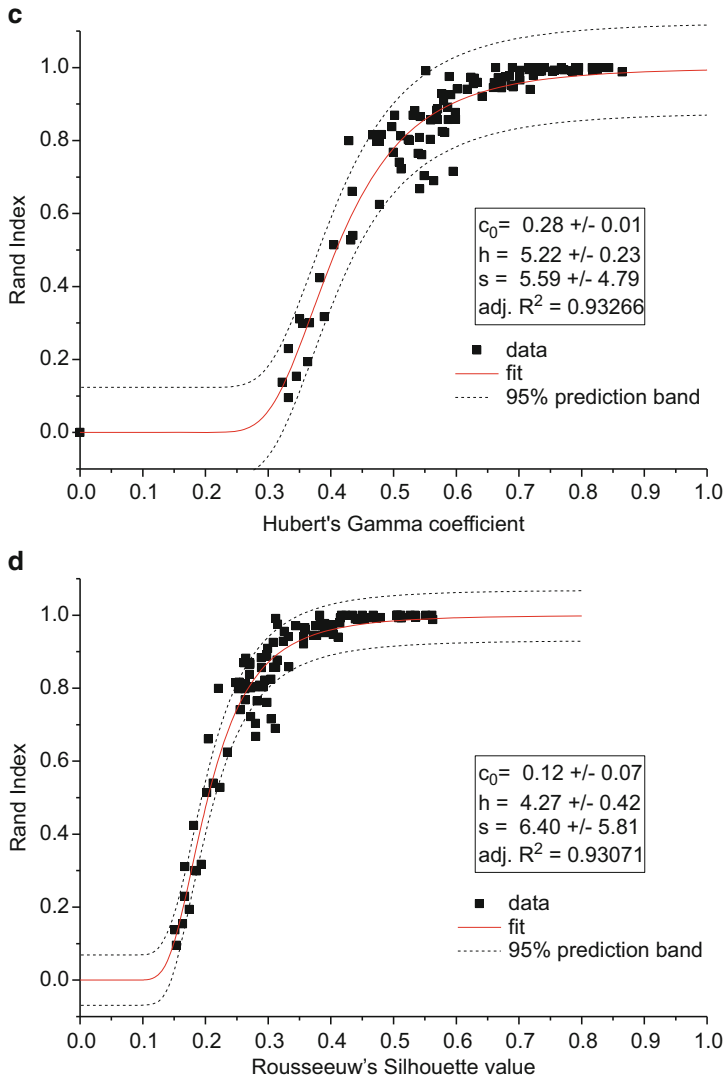 c
1.0
0.8
0.6
0.4
0.2
0.0
Rand Index
c0= 0.28 +/- 0.01
h = 5.22 +/- 0.23
s = 5.59 +/- 4.79
adj. R2 = 0.93266
data
fit
95% prediction band
0.0 0.1 0.2 0.3 0.4 0.5 0.6 0.7 0.8 0.9 1.0
Hubert's Gamma coefficient
d
1.0
0.8
0.6
0.4
0.2
0.0
Rand Index
c0= 0.12 +/- 0.07
h = 4.27 +/- 0.42
s = 6.40 +/- 5.81
adj. R2 = 0.93071
data
fit
95% prediction band
0.0 0.1 0.2 0.3 0.4 0.5 0.6 0.7 0.8 0.9 1.0
Rousseeuw's Silhouette value